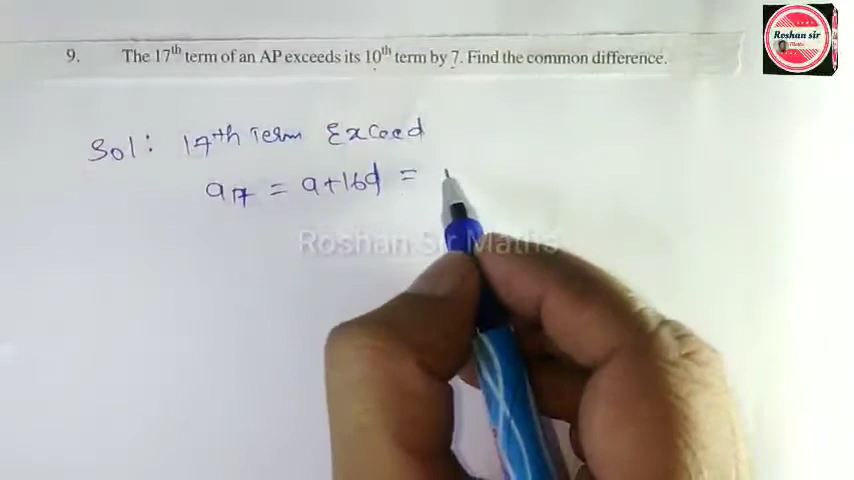 Roshan sir
Maths
9. The 17th term of an AP exceeds its 10th term by 7. Find the common difference.
Sol: 17th Term Exceed
a17 = a+16d =
Roshan Sir Maths